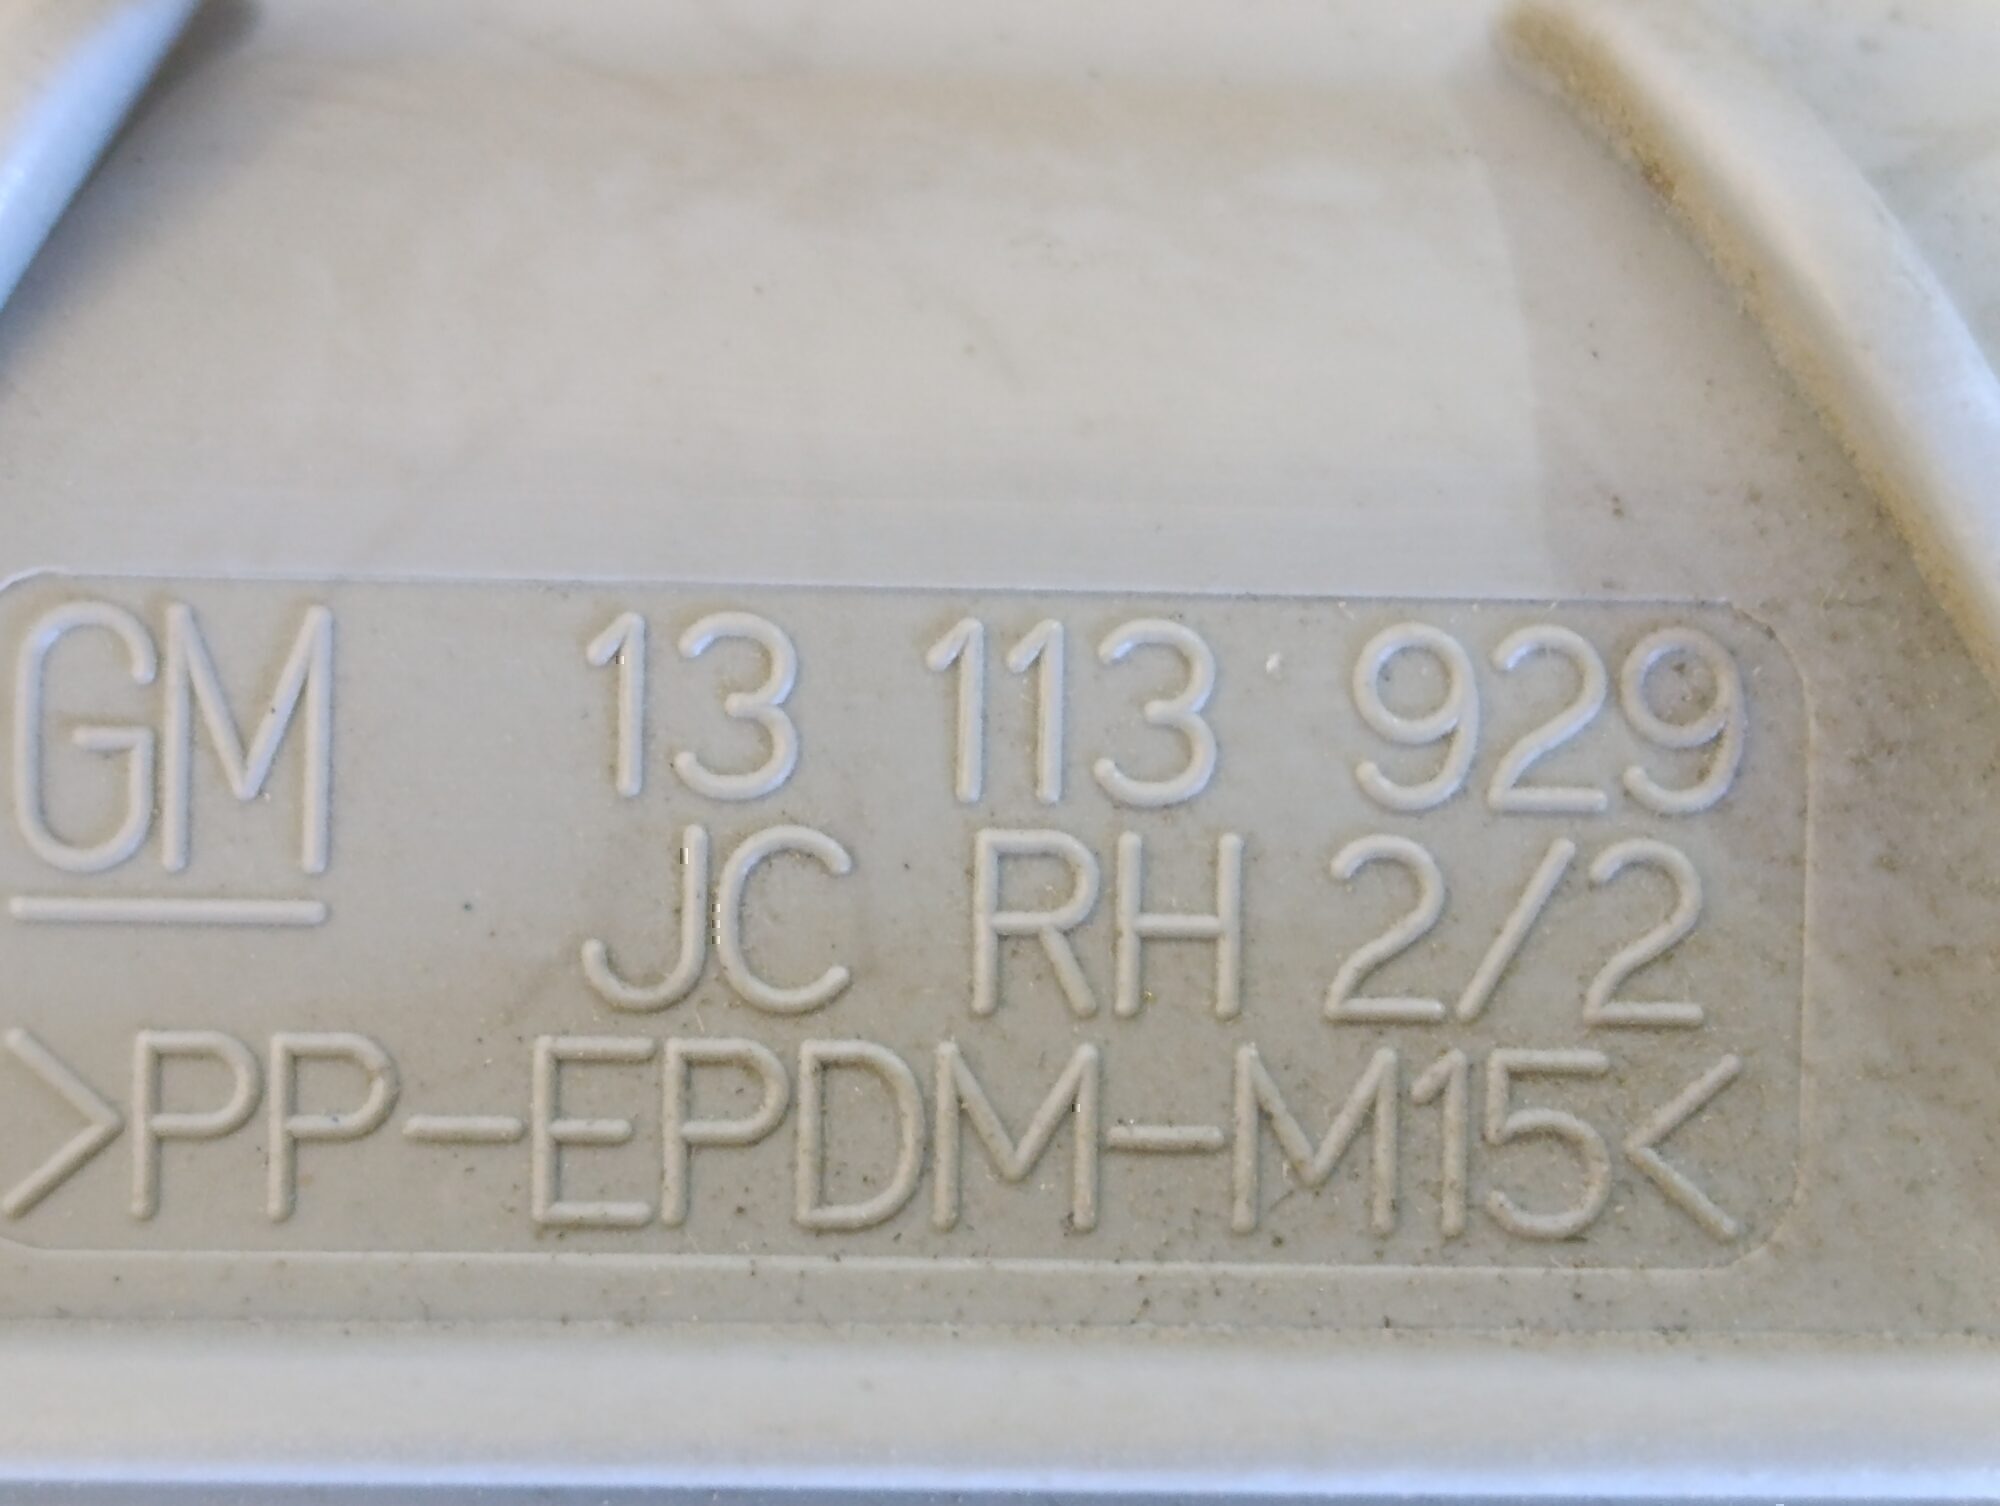 GM 13 113 929
JC RH 2/2
>PP-EPDM-M15<